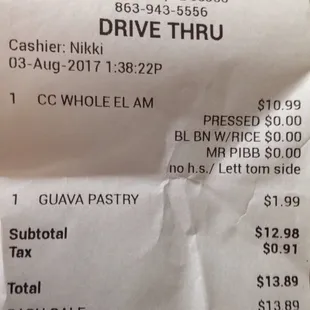 863-943-5556
DRIVE THRU
Cashier: Nikki
03-Aug-2017 1:38:22P
1 CC WHOLE EL AM $10.99
PRESSED $0.00
BL BN W/RICE $0.00
MR PIBB $0.00
no h.s./ Lett tom side
1 GUAVA PASTRY $1.99
Subtotal $12.98
Tax $0.91
Total $13.89
$13.89